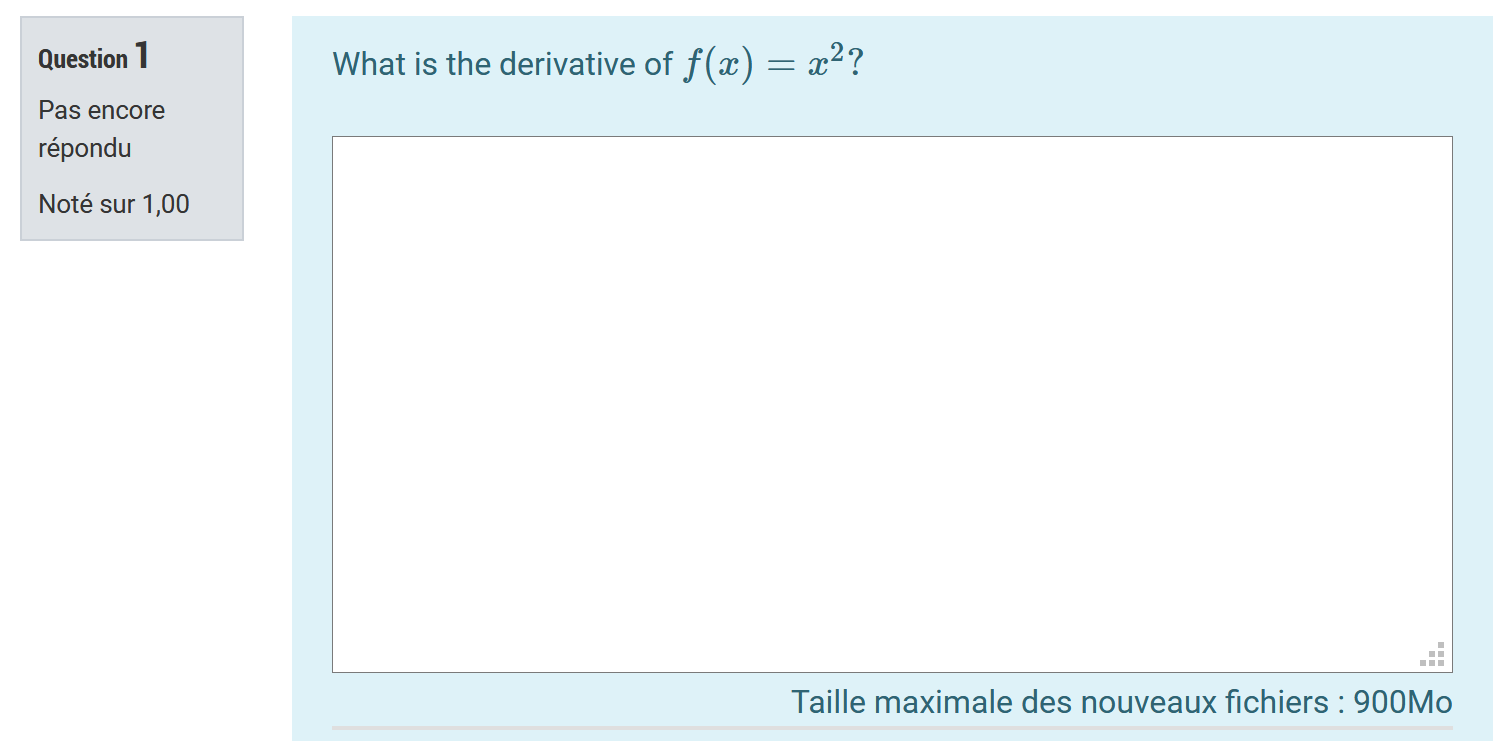 Question 1
Pas encore
répondu
Noté sur 1,00
What is the derivative of f(x) = x²?
Taille maximale des nouveaux fichiers : 900Mo